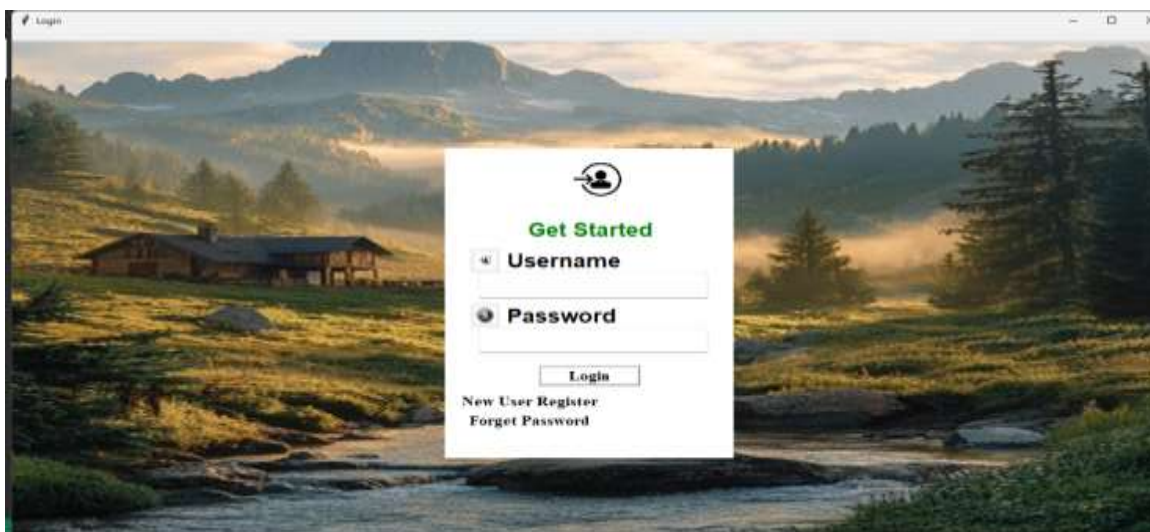 Login
Get Started
Username
Password
Login
New User Register
Forget Password